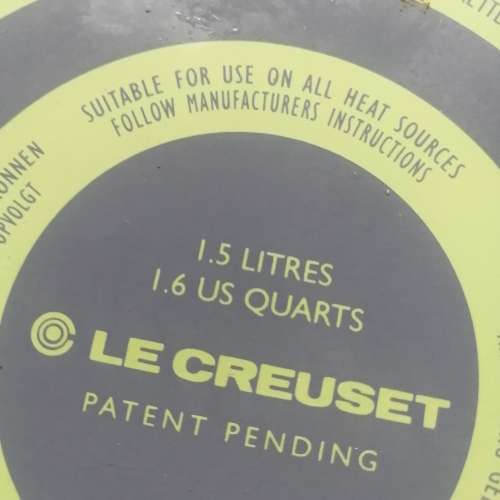 SUITABLE FOR USE ON ALL HEAT SOURCES
FOLLOW MANUFACTURERS INSTRUCTIONS
1.5 LITRES
1.6 US QUARTS
LE CREUSET
PATENT PENDING